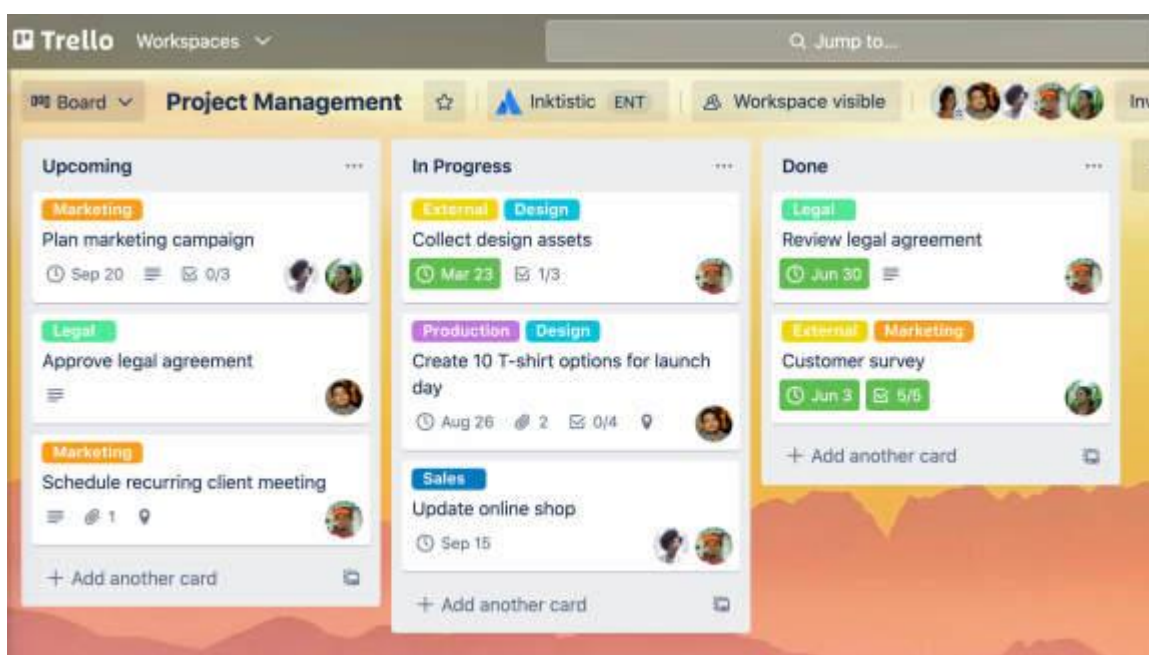 Trello Workspaces Jump to...
Board Project Management Inktistic ENT Workspace visible Inv
Upcoming
Marketing
Plan marketing campaign
Sep 20 0/3
Legal
Approve legal agreement
Marketing
Schedule recurring client meeting
1
+ Add another card
In Progress
External Design
Collect design assets
Mar 23 1/3
Production Design
Create 10 T-shirt options for launch
day
Aug 26 2 0/4
Sales
Update online shop
Sep 15
+ Add another card
Done
Legal
Review legal agreement
Jun 30
External Marketing
Customer survey
Jun 3 5/5
+ Add another card